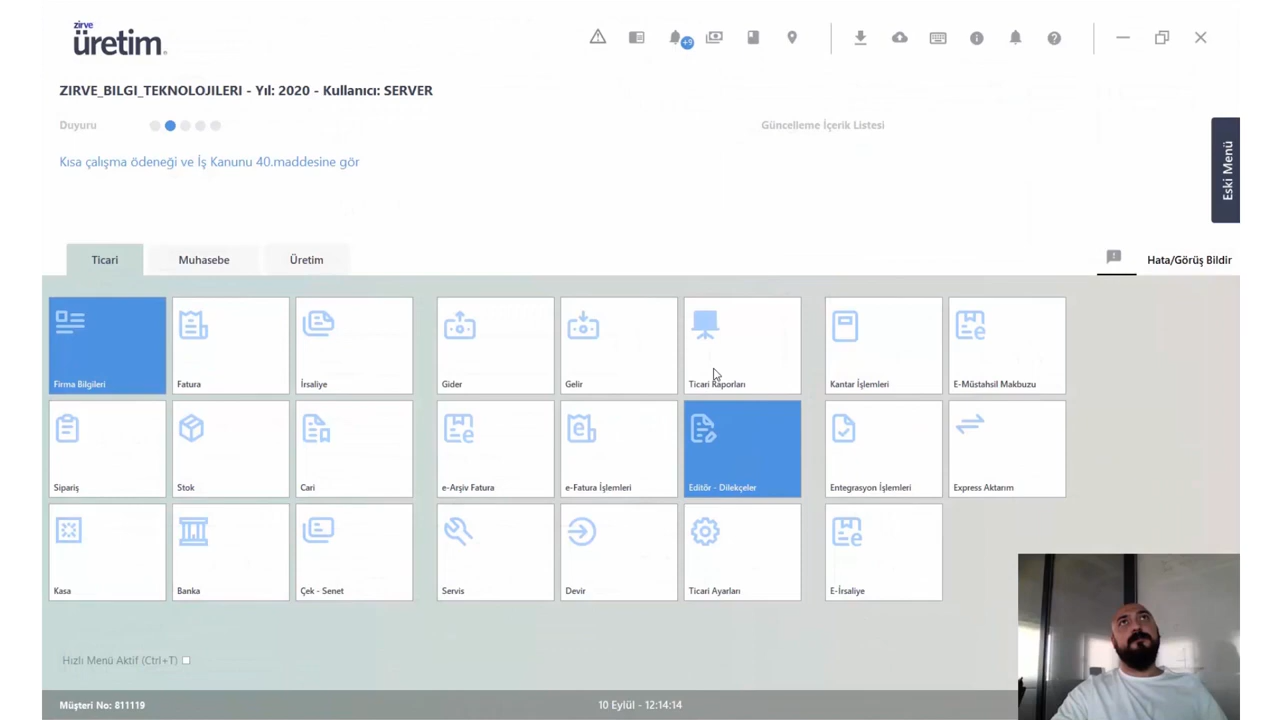 zirve
üretim
+9
ZIRVE_BILGI_TEKNOLOJILERI - Yıl: 2020 - Kullanıcı: SERVER
Duyuru
Güncelleme İçerik Listesi
Kısa çalışma ödeneği ve İş Kanunu 40.maddesine gör
Eski Menü
Ticari
Muhasebe
Üretim
Hata/Görüş Bildir
Firma Bilgileri
Fatura
İrsaliye
Gider
Gelir
Ticari Raporları
Kantar İşlemleri
E-Müstahsil Makbuzu
Sipariş
Stok
Cari
e-Arşiv Fatura
e-Fatura İşlemleri
Editör - Dilekçeler
Entegrasyon İşlemleri
Express Aktarım
Kasa
Banka
Çek - Senet
Servis
Devir
Ticari Ayarları
E-İrsaliye
Hızlı Menü Aktif (Ctrl+T)
Müşteri No: 811119
10 Eylül - 12:14:14